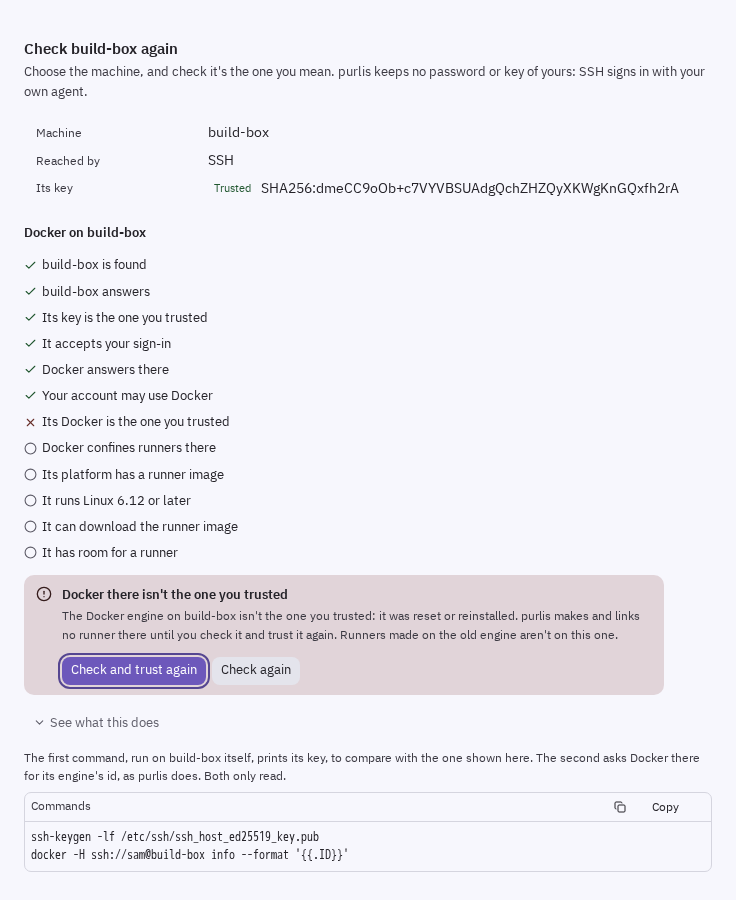 Check build-box again
Choose the machine, and check it's the one you mean. purlis keeps no password or key of yours: SSH signs in with your
own agent.
Machine build-box
Reached by SSH
Its key Trusted SHA256:dmeCC9oOb+c7VYVBSUAdgQchZHZQyXKWgKnGQxfh2rA
Docker on build-box
build-box is found
build-box answers
Its key is the one you trusted
It accepts your sign-in
Docker answers there
Your account may use Docker
Its Docker is the one you trusted
Docker confines runners there
Its platform has a runner image
It runs Linux 6.12 or later
It can download the runner image
It has room for a runner
Docker there isn't the one you trusted
The Docker engine on build-box isn't the one you trusted: it was reset or reinstalled. purlis makes and links
no runner there until you check it and trust it again. Runners made on the old engine aren't on this one.
Check and trust again Check again
See what this does
The first command, run on build-box itself, prints its key, to compare with the one shown here. The second asks Docker there
for its engine's id, as purlis does. Both only read.
Commands Copy
ssh-keygen -lf /etc/ssh/ssh_host_ed25519_key.pub
docker -H ssh://sam@build-box info --format '{{.ID}}'